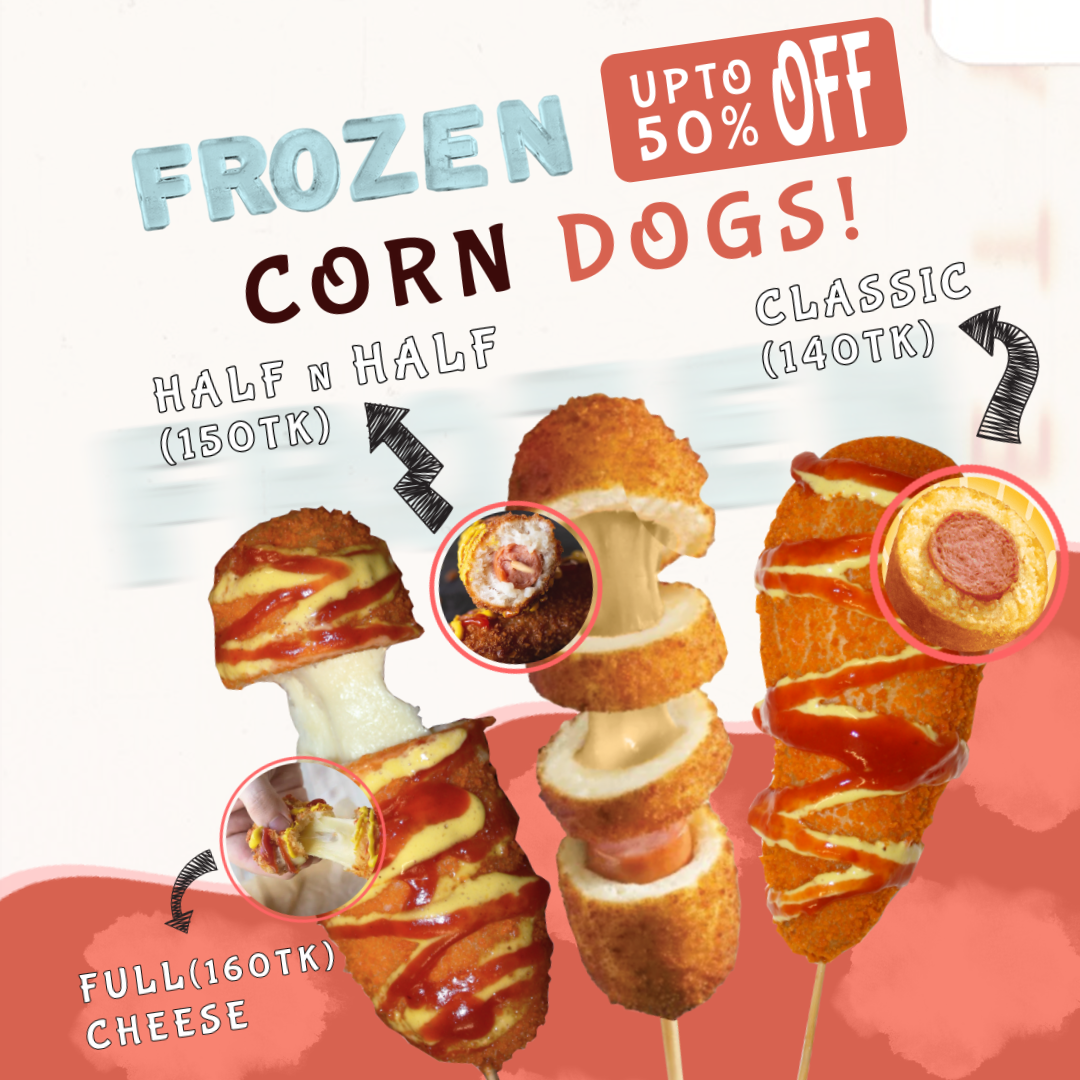 UPTO
50% OFF
FROZEN
CORN DOGS!
CLASSIC
(140TK)
HALF N HALF
(150TK)
FULL(160TK)
CHEESE